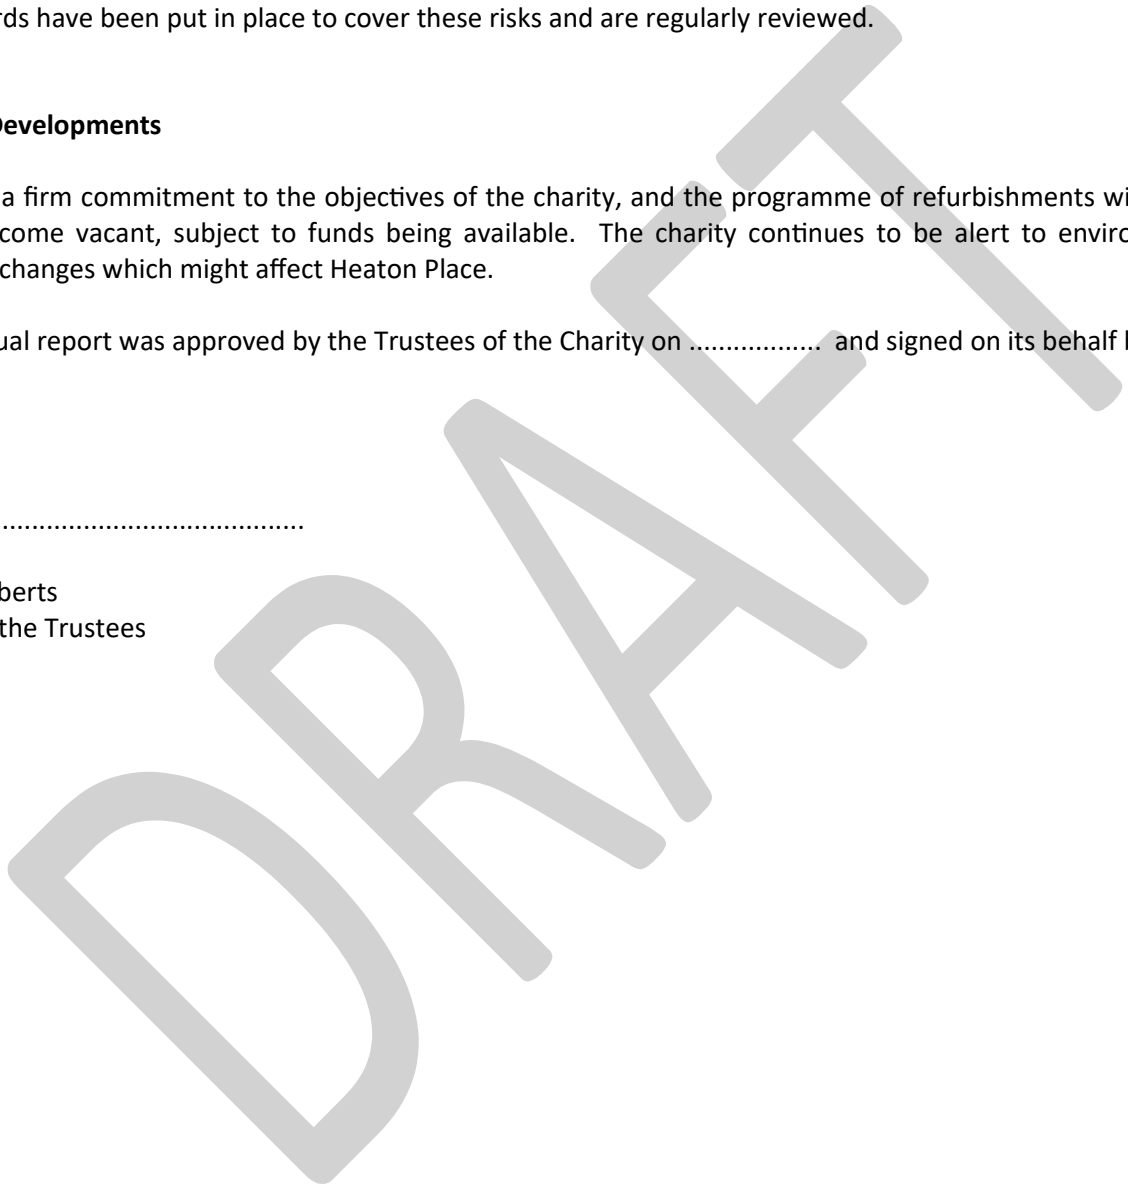 rds have been put in place to cover these risks and are regularly reviewed.
Developments
a firm commitment to the objectives of the charity, and the programme of refurbishments wi
come vacant, subject to funds being available. The charity continues to be alert to enviro
changes which might affect Heaton Place.
ual report was approved by the Trustees of the Charity on .................. and signed on its behalf b
.........................................
berts
the Trustees
DRAFT